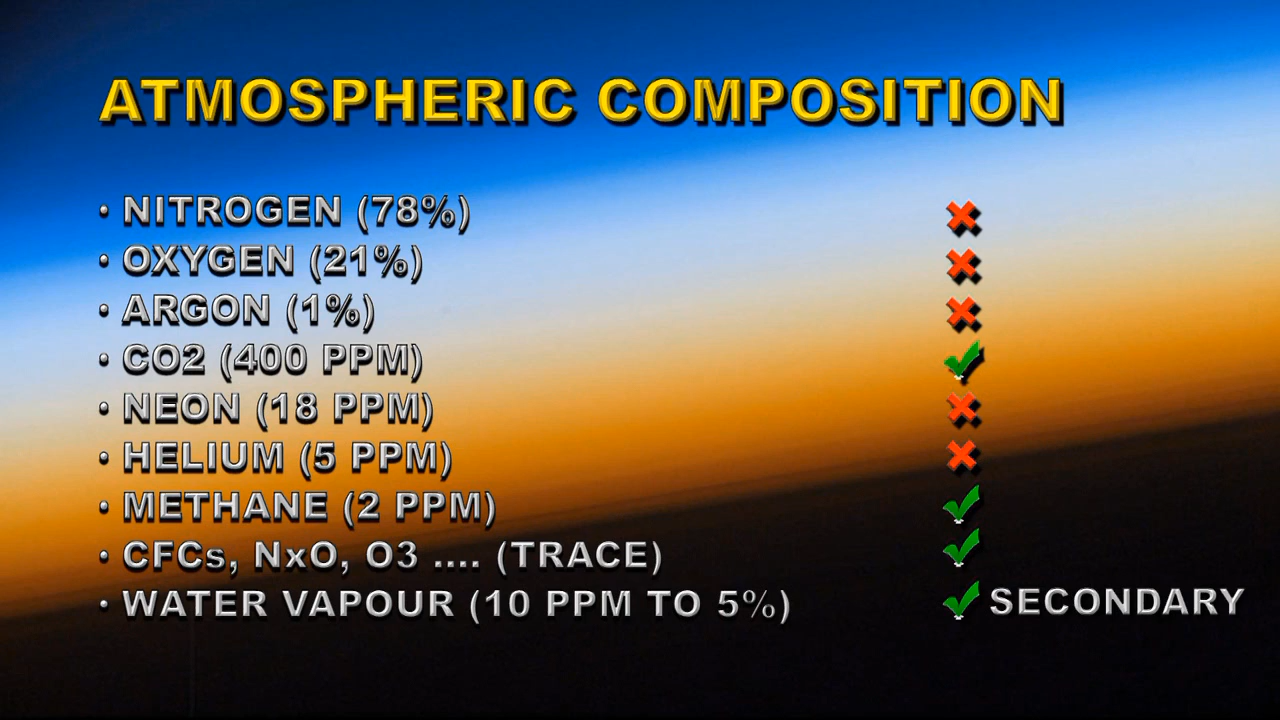 ATMOSPHERIC COMPOSITION
• NITROGEN (78%)
• OXYGEN (21%)
• ARGON (1%)
• CO2 (400 PPM)
• NEON (18 PPM)
• HELIUM (5 PPM)
• METHANE (2 PPM)
• CFCs, NxO, O3 .... (TRACE)
• WATER VAPOUR (10 PPM TO 5%) SECONDARY